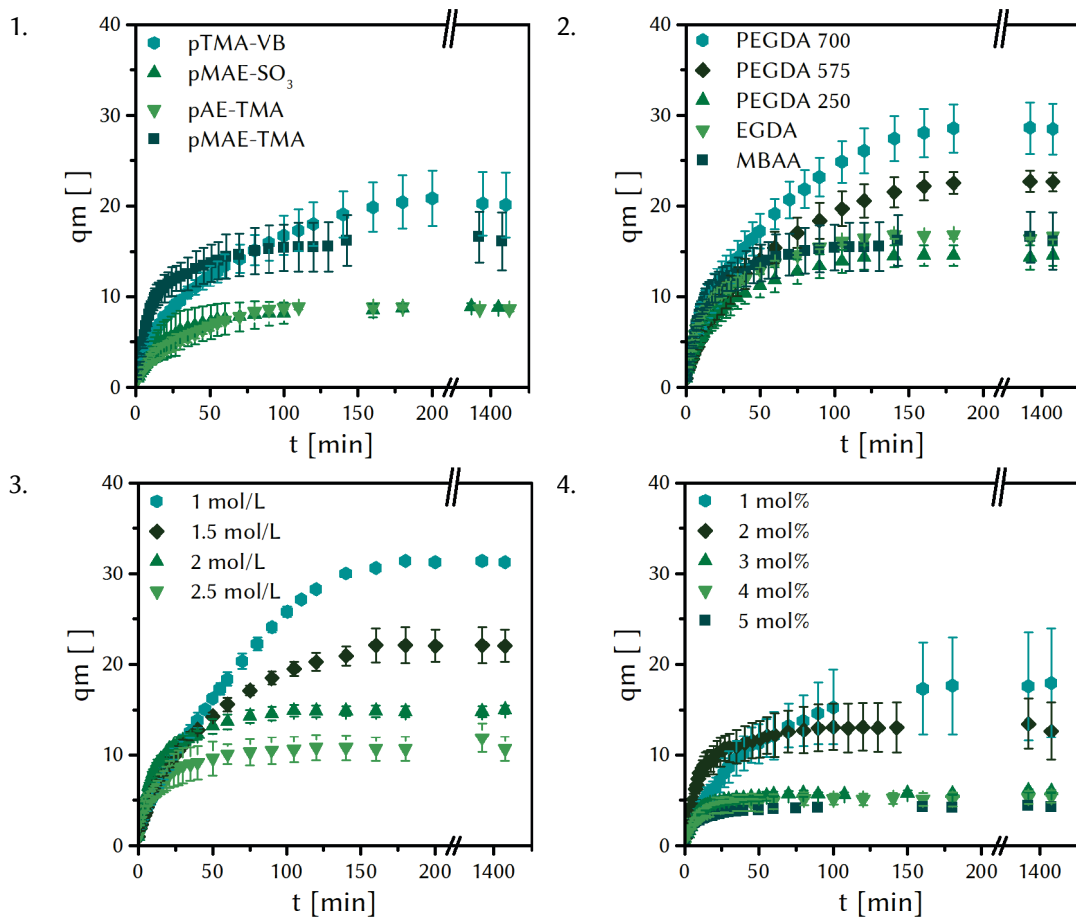 1.
40
30
20
10
0
qm [ ]
pTMA-VB
pMAE-SO3
pAE-TMA
pMAE-TMA
0 50 100 150 200 1400
t [min]
2.
40
30
20
10
0
qm [ ]
PEGDA 700
PEGDA 575
PEGDA 250
EGDA
MBAA
0 50 100 150 200 1400
t [min]
3.
40
30
20
10
0
qm [ ]
1 mol/L
1.5 mol/L
2 mol/L
2.5 mol/L
0 50 100 150 200 1400
t [min]
4.
40
30
20
10
0
qm [ ]
1 mol%
2 mol%
3 mol%
4 mol%
5 mol%
0 50 100 150 200 1400
t [min]